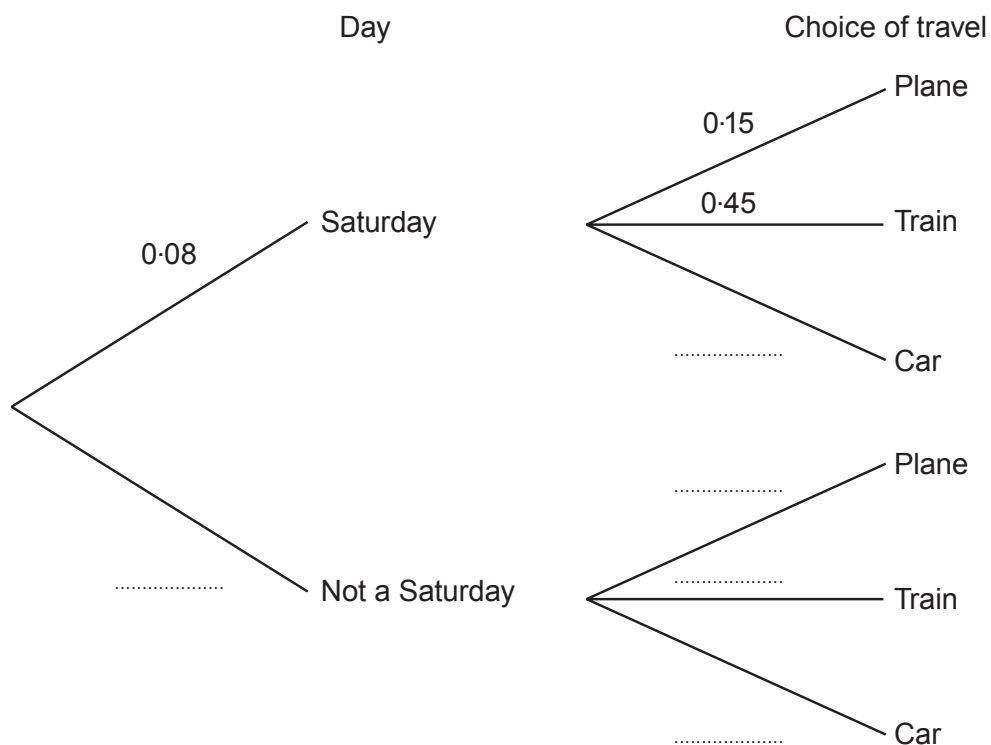 Day
Choice of travel
Plane
0·15
0·45
Saturday
Train
0·08
Car
Plane
Not a Saturday
Train
Car